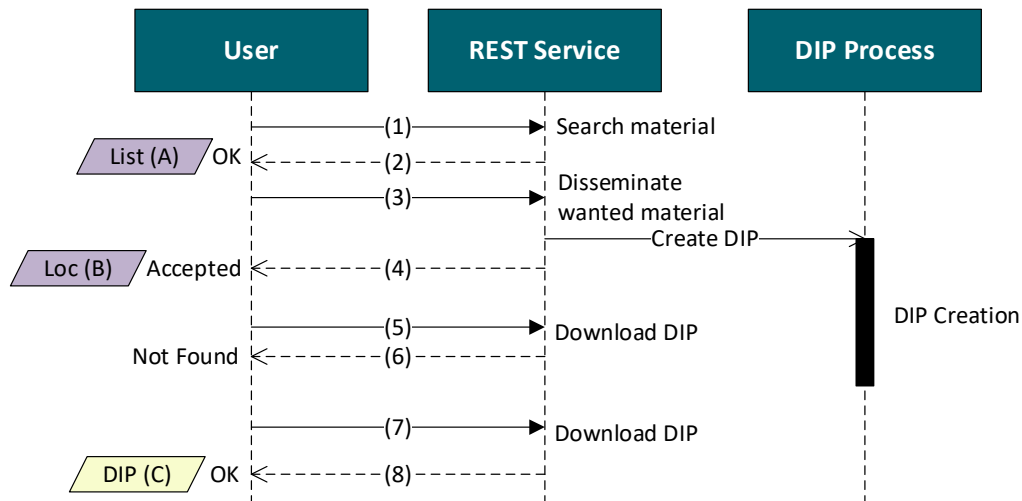 User
REST Service
DIP Process
(1)
Search material
List (A)
OK
(2)
(3)
Disseminate
wanted material
Create DIP
Loc (B)
Accepted
(4)
DIP Creation
(5)
Download DIP
Not Found
(6)
(7)
Download DIP
DIP (C)
OK
(8)